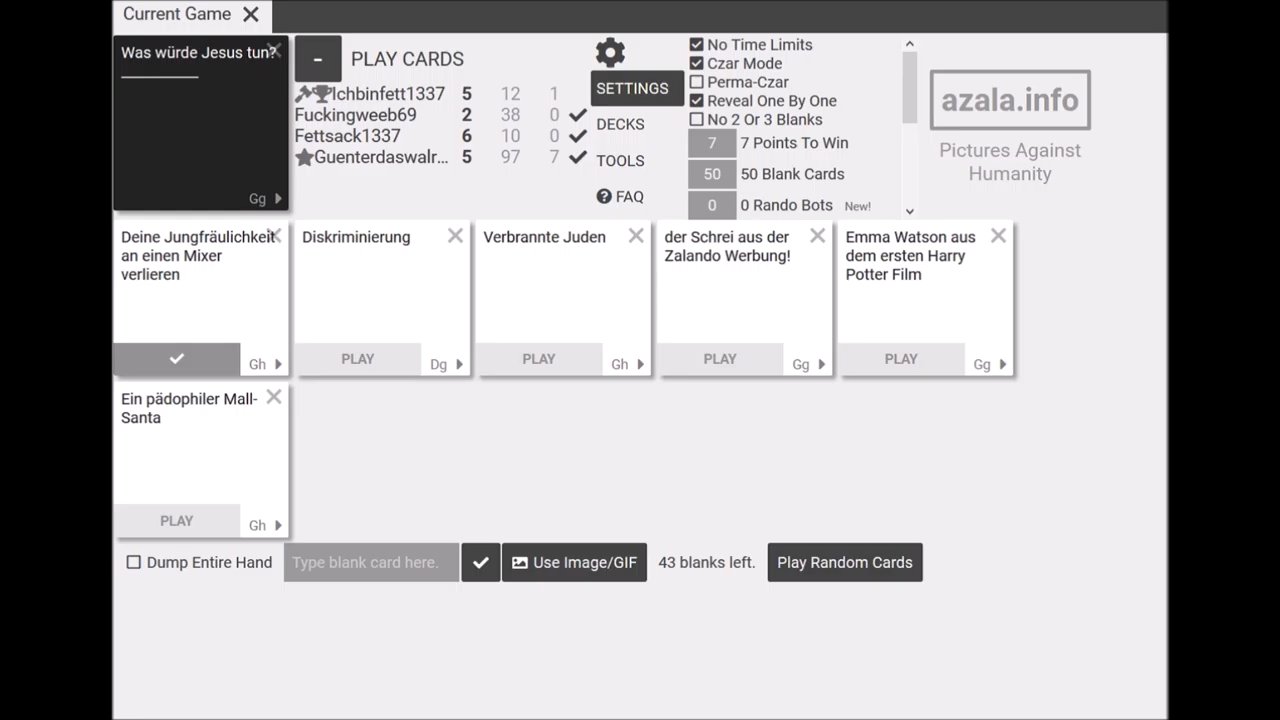 Current Game
Was würde Jesus tun?
Gg
-
PLAY CARDS
Ichbinfett1337 5 12 1
Fuckingweeb69 2 38 0
Fettsack1337 6 10 0
Guenterdaswalr... 5 97 7
SETTINGS
DECKS
TOOLS
FAQ
No Time Limits
Czar Mode
Perma-Czar
Reveal One By One
No 2 Or 3 Blanks
7 7 Points To Win
50 50 Blank Cards
0 0 Rando Bots New!
azala.info
Pictures Against
Humanity
Deine Jungfräulichkeit
an einen Mixer
verlieren
Gh
Diskriminierung
PLAY Dg
Verbrannte Juden
PLAY Gh
der Schrei aus der
Zalando Werbung!
PLAY Gg
Emma Watson aus
dem ersten Harry
Potter Film
PLAY Gg
Ein pädophiler Mall-
Santa
PLAY Gh
Dump Entire Hand
Type blank card here.
Use Image/GIF
43 blanks left.
Play Random Cards